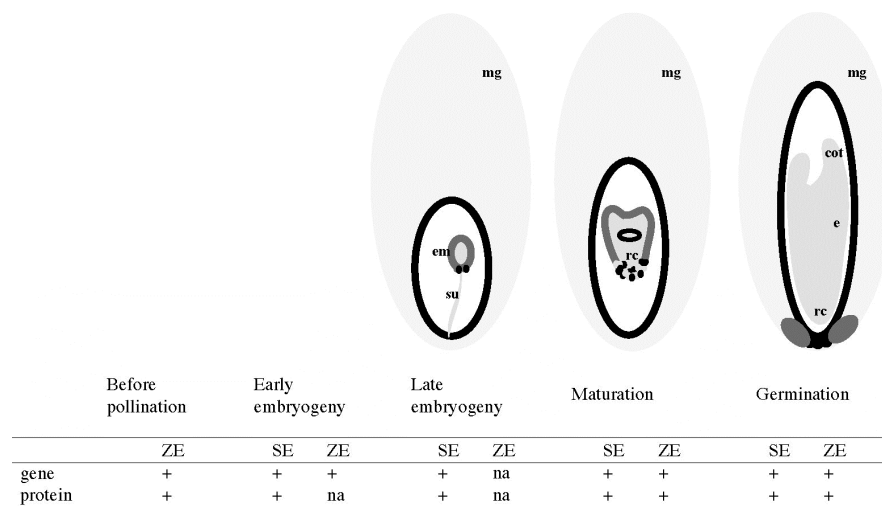 mg mg mg
cot
em e
rc
su
rc
Before pollination Early embryogeny Late embryogeny Maturation Germination
ZE SE ZE SE ZE SE ZE SE ZE
gene + + + + na + + + +
protein + + na + na + + + +